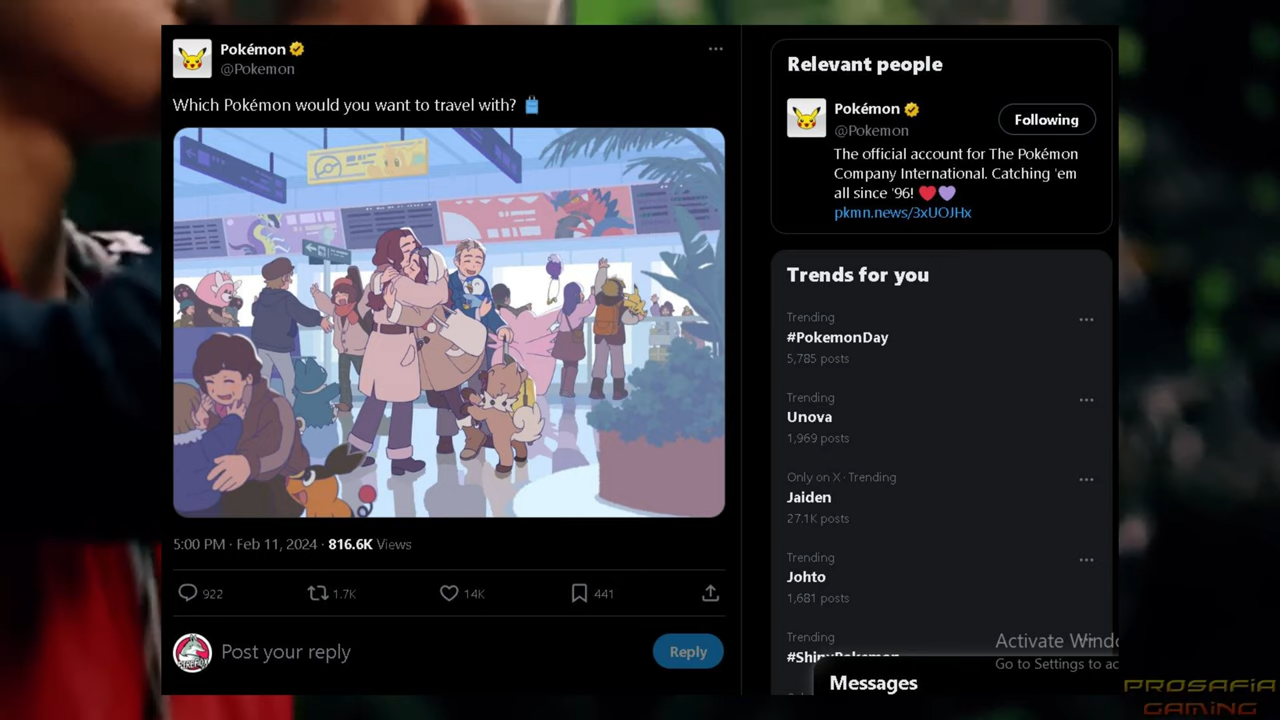 Pokémon
@Pokemon
Which Pokémon would you want to travel with?
5:00 PM · Feb 11, 2024 · 816.6K Views
922
1.7K
14K
441
Post your reply
Reply
Relevant people
Pokémon
@Pokemon
Following
The official account for The Pokémon
Company International. Catching 'em
all since '96!
pkmn.news/3xUOJHx
Trends for you
Trending
#PokemonDay
5,785 posts
Trending
Unova
1,969 posts
Only on X · Trending
Jaiden
27.1K posts
Trending
Johto
1,681 posts
Trending
#ShinyPokemon
Activate Windo
Go to Settings to ac
Messages
PROSAFIA
GAMING